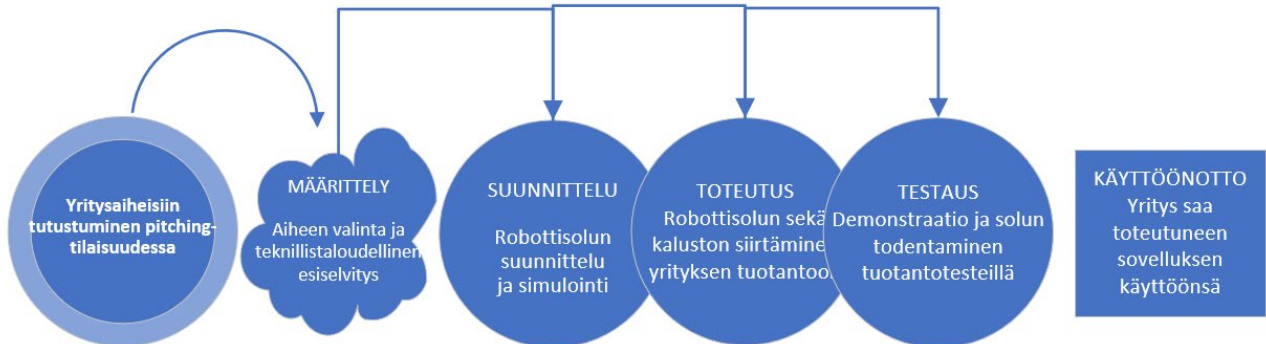 Yritysaiheisiin
tutustuminen pitching-
tilaisuudessa
MÄÄRITTELY
Aiheen valinta ja
teknillistaloudellinen
esiselvitys
SUUNNITTELU
Robottisolun
suunnittelu
ja simulointi
TOTEUTUS
Robottisolun sekä
kaluston siirtämine
yrityksen tuotantoo
TESTAUS
Demonstraatio ja solun
todentaminen
tuotantotesteillä
KÄYTTÖÖNOTTO
Yritys saa
toteutuneen
sovelluksen
käyttöönsä